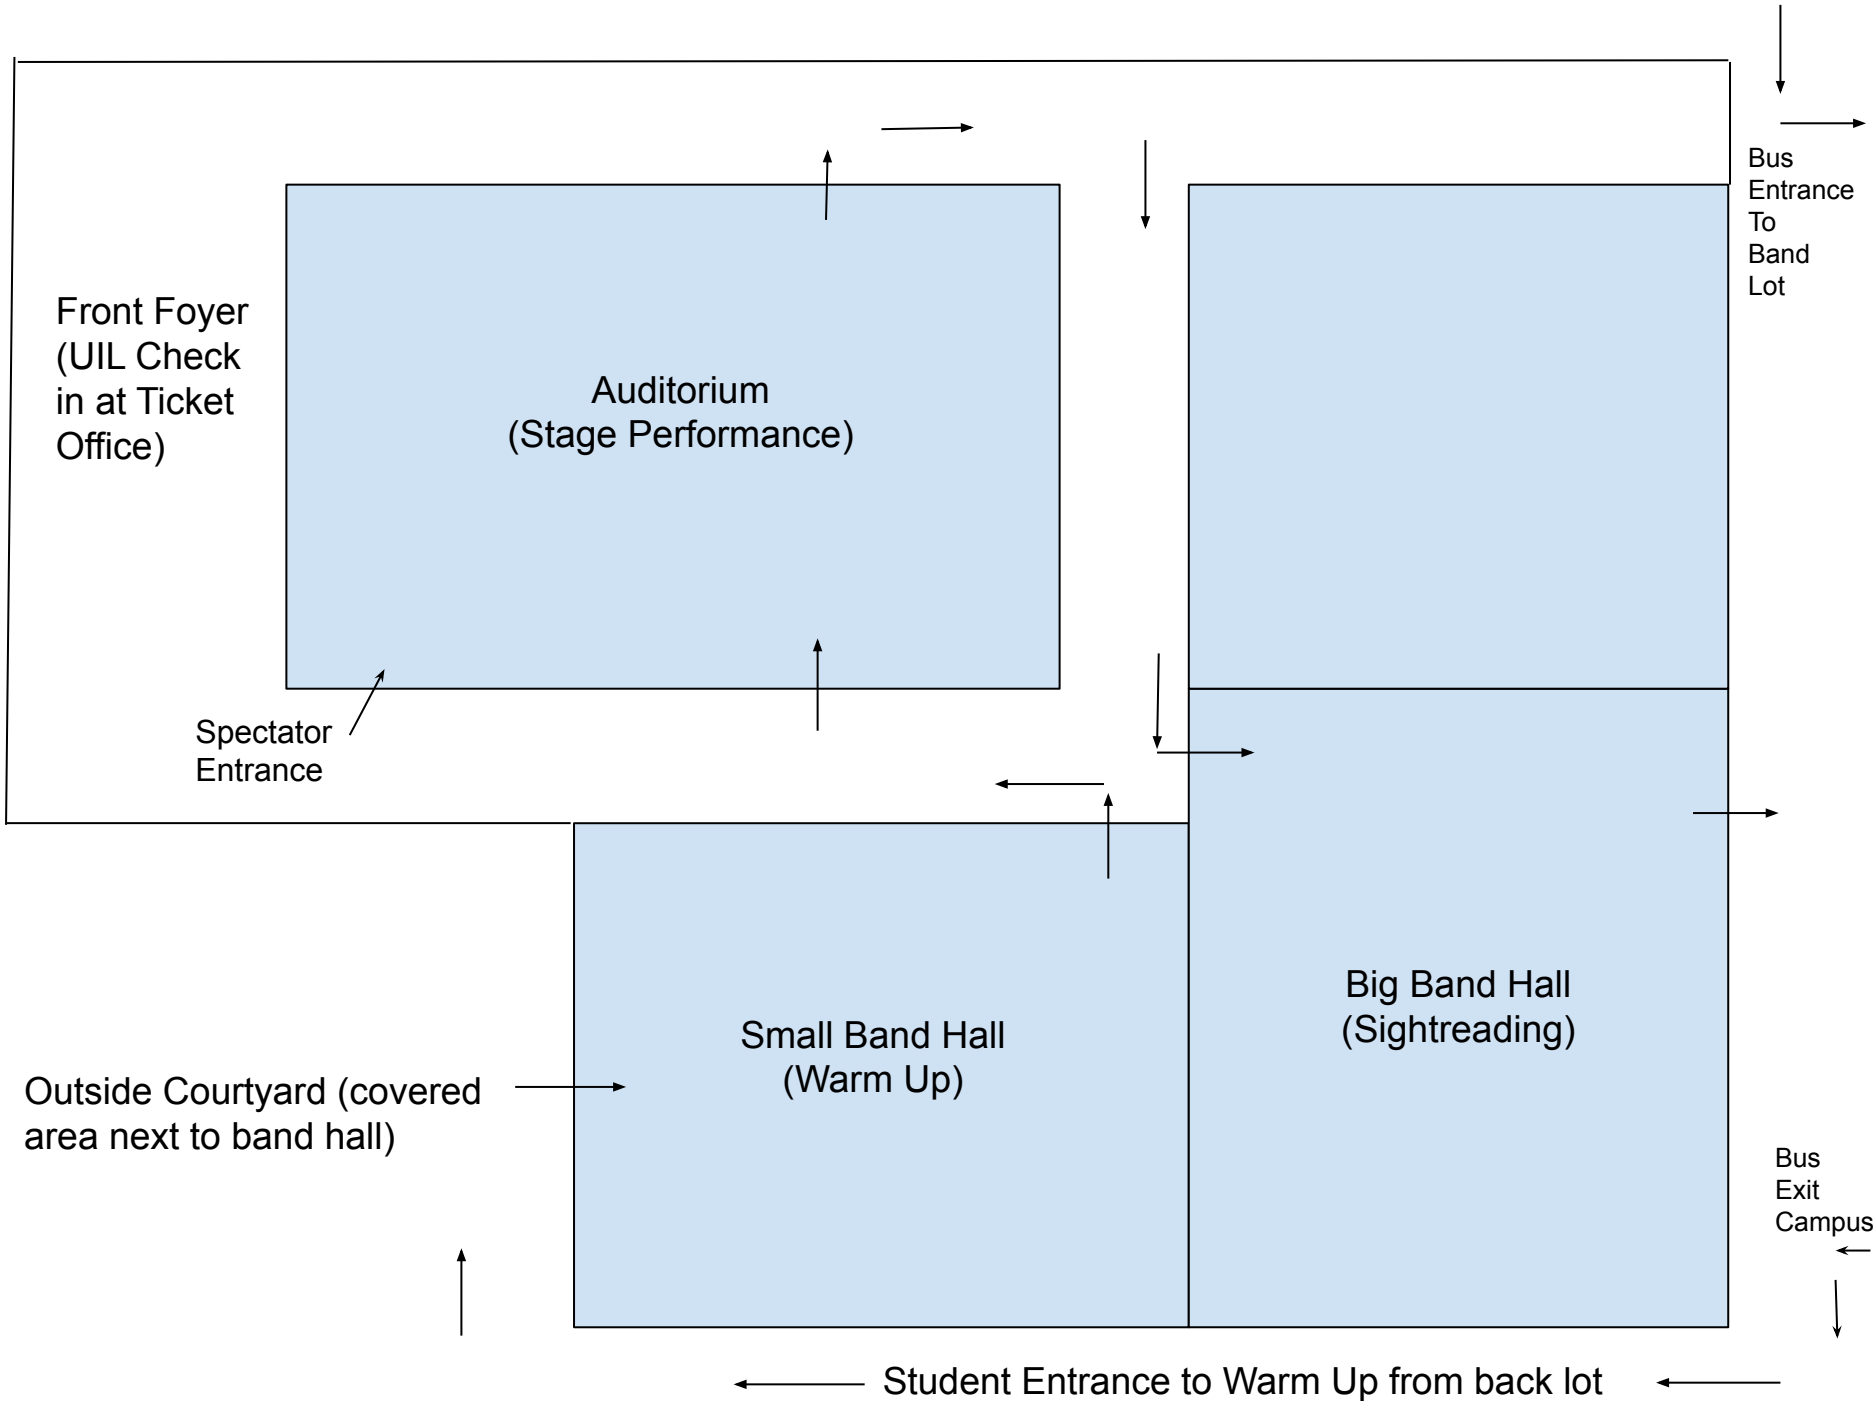 Bus
Entrance
To
Band
Lot
Front Foyer
(UIL Check
in at Ticket
Office)
Auditorium
(Stage Performance)
Spectator
Entrance
Big Band Hall
(Sightreading)
Small Band Hall
(Warm Up)
Outside Courtyard (covered
area next to band hall)
Bus
Exit
Campus
Student Entrance to Warm Up from back lot